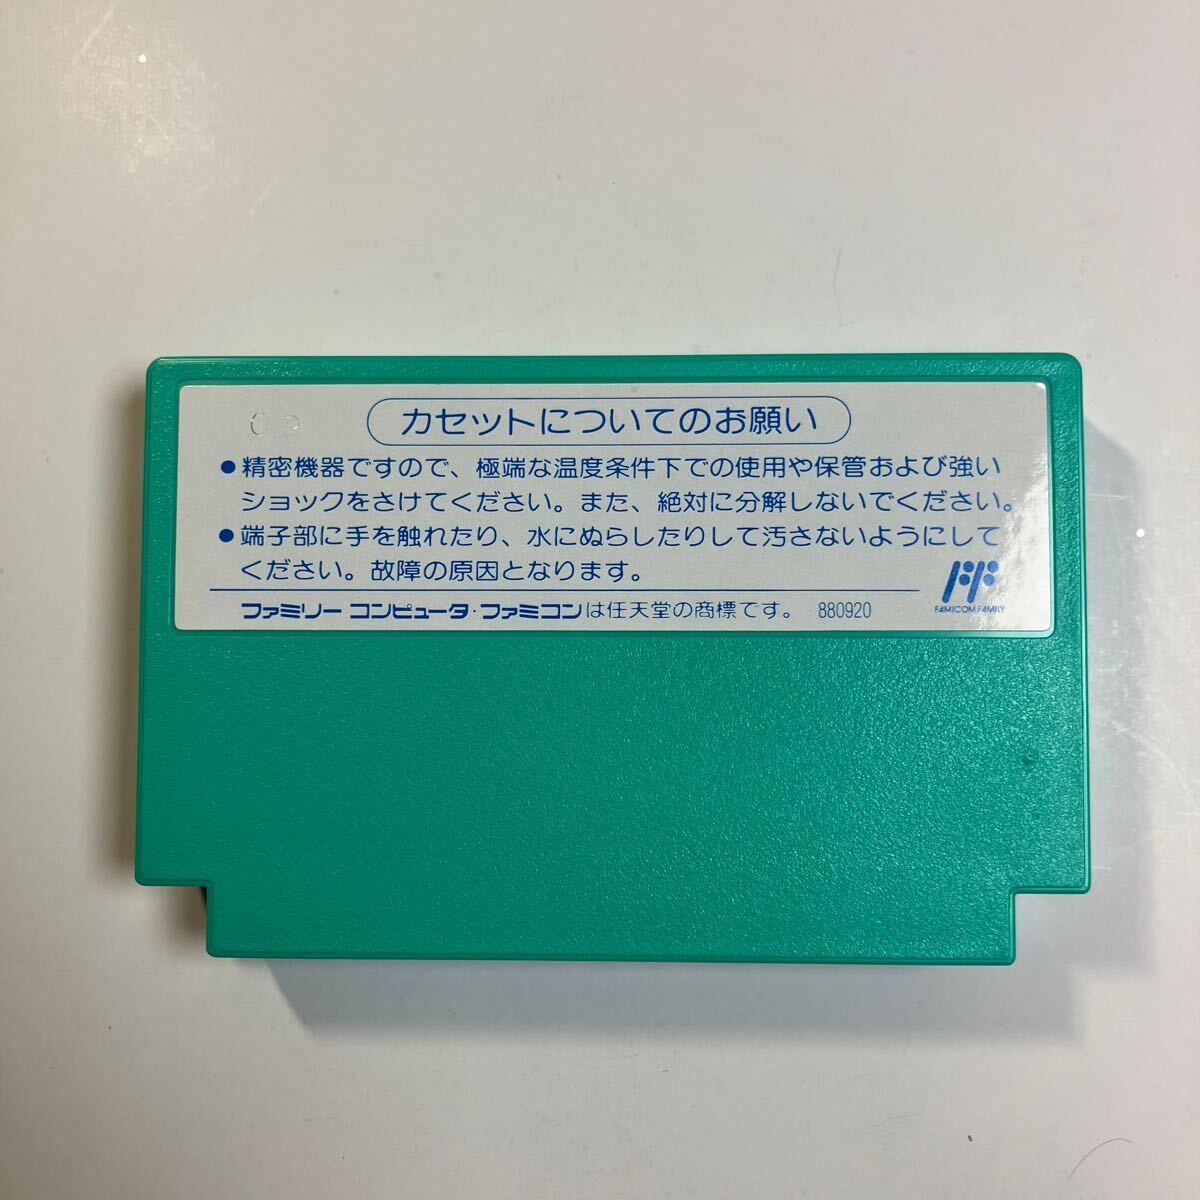 カセットについてのお願い
●精密機器ですので、極端な温度条件下での使用や保管および強い
ショックをさけてください。また、絶対に分解しないでください。
●端子部に手を触れたり、水にぬらしたりして汚さないようにして
ください。故障の原因となります。
FF
FAMICOM FAMILY
ファミリー コンピュータ・ファミコンは任天堂の商標です。 880920